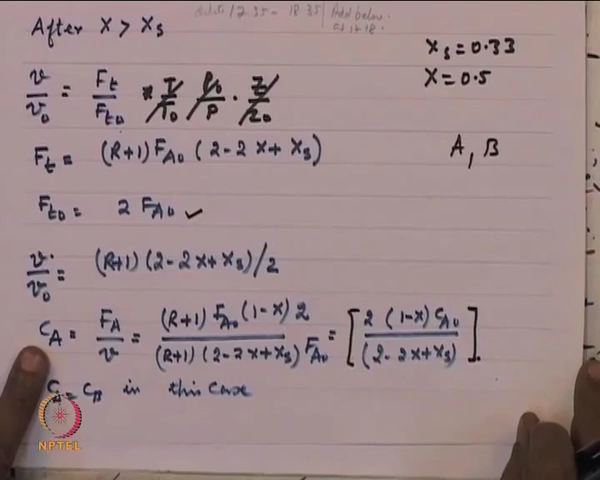 After X > Xs
Xs = 0.33
X = 0.5
v/v0 = Ft/Ft0 * T/T0 P0/P . Z/Z0
Ft = (R+1) FA0 (2-2X+Xs)
A, B
Ft0 = 2 FA0 ✓
v/v0 = (R+1) (2-2X+Xs)/2
CA = FA/v = (R+1) FA0 (1-X) 2 / (R+1) (2-2X+Xs) FA0 = [2 (1-X) CA0 / (2-2X+Xs)].
CA = CB in this case
NPTEL